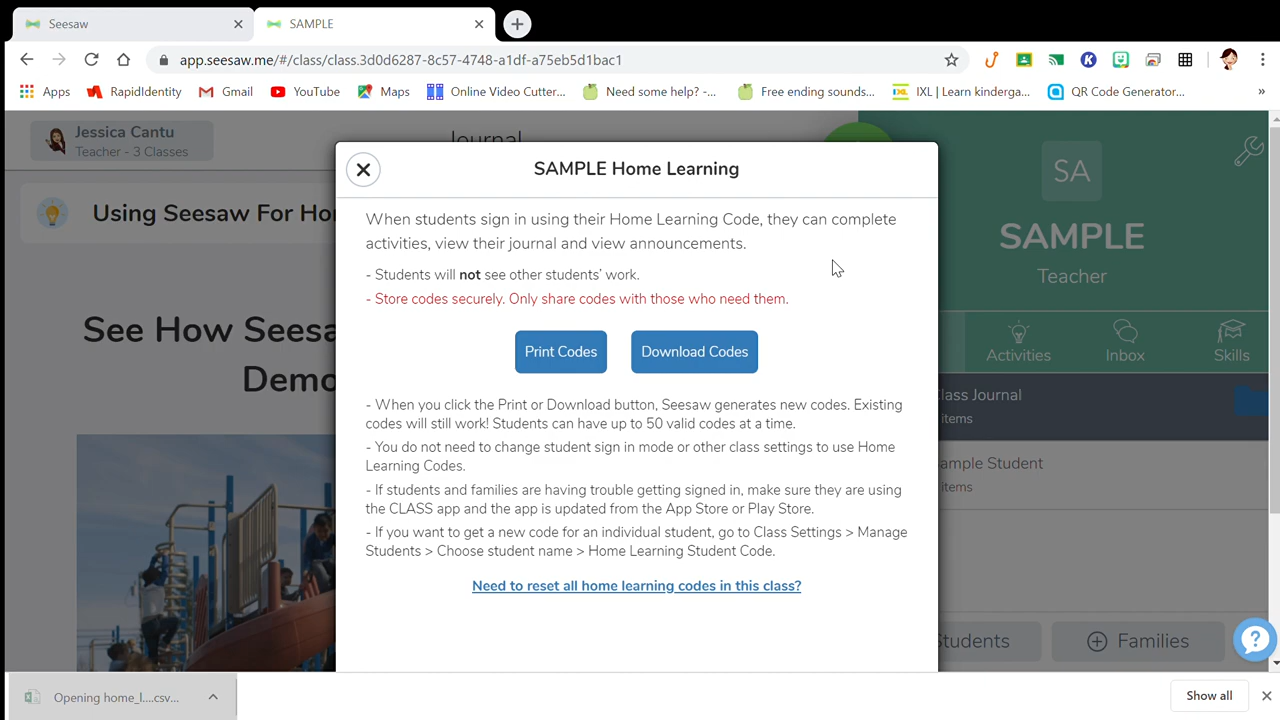 Seesaw
SAMPLE
app.seesaw.me/#/class/class.3d0d6287-8c57-4748-a1df-a75eb5d1bac1
Apps RapidIdentity Gmail YouTube Maps Online Video Cutter... Need some help? -... Free ending sounds... IXL | Learn kinderga... QR Code Generator... »
Jessica Cantu
Teacher - 3 Classes
Journal
SA
SAMPLE
Teacher
Activities Inbox Skills
Class Journal
items
ample Student
items
Using Seesaw For Ho
See How Seesa
Demo
SAMPLE Home Learning
When students sign in using their Home Learning Code, they can complete
activities, view their journal and view announcements.
- Students will not see other students' work.
- Store codes securely. Only share codes with those who need them.
Print Codes Download Codes
- When you click the Print or Download button, Seesaw generates new codes. Existing
codes will still work! Students can have up to 50 valid codes at a time.
- You do not need to change student sign in mode or other class settings to use Home
Learning Codes.
- If students and families are having trouble getting signed in, make sure they are using
the CLASS app and the app is updated from the App Store or Play Store.
- If you want to get a new code for an individual student, go to Class Settings > Manage
Students > Choose student name > Home Learning Student Code.
Need to reset all home learning codes in this class?
Students Families
Opening home_l....csv...
Show all